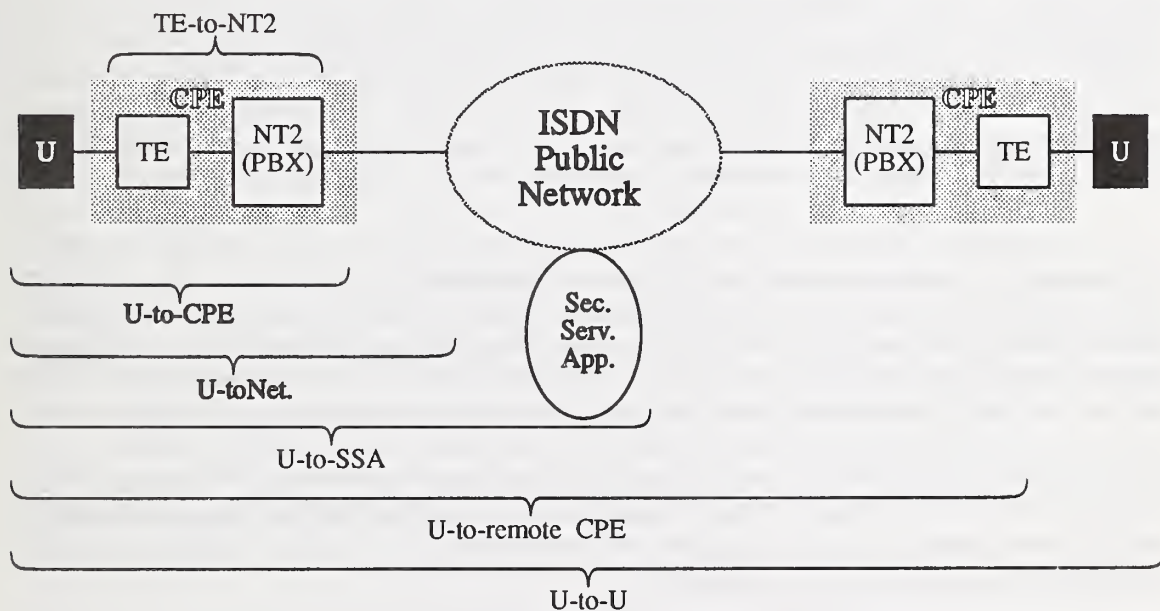 TE-to-NT2
CPE
U
TE
NT2
(PBX)
ISDN
Public
Network
CPE
NT2
(PBX)
TE
U
Sec.
Serv.
App.
U-to-CPE
U-toNet.
U-to-SSA
U-to-remote CPE
U-to-U